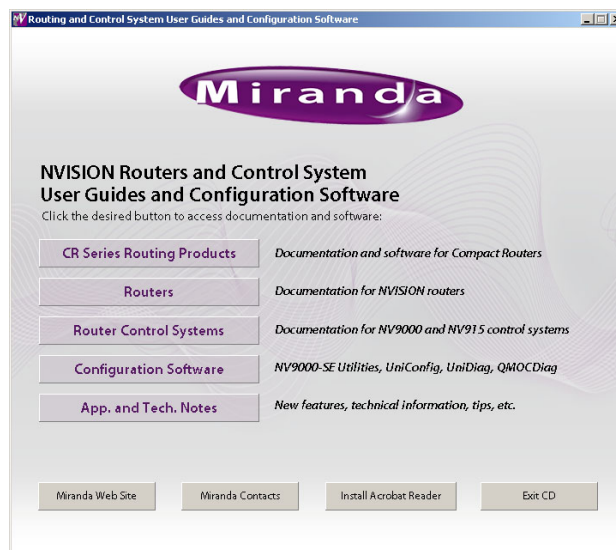 Routing and Control System User Guides and Configuration Software
Miranda
NVISION Routers and Control System
User Guides and Configuration Software
Click the desired button to access documentation and software:
CR Series Routing Products Documentation and software for Compact Routers
Routers Documentation for NVISION routers
Router Control Systems Documentation for NV9000 and NV915 control systems
Configuration Software NV9000-SE Utilities, UniConfig, UniDiag, QMOCDiag
App. and Tech. Notes New features, technical information, tips, etc.
Miranda Web Site Miranda Contacts Install Acrobat Reader Exit CD